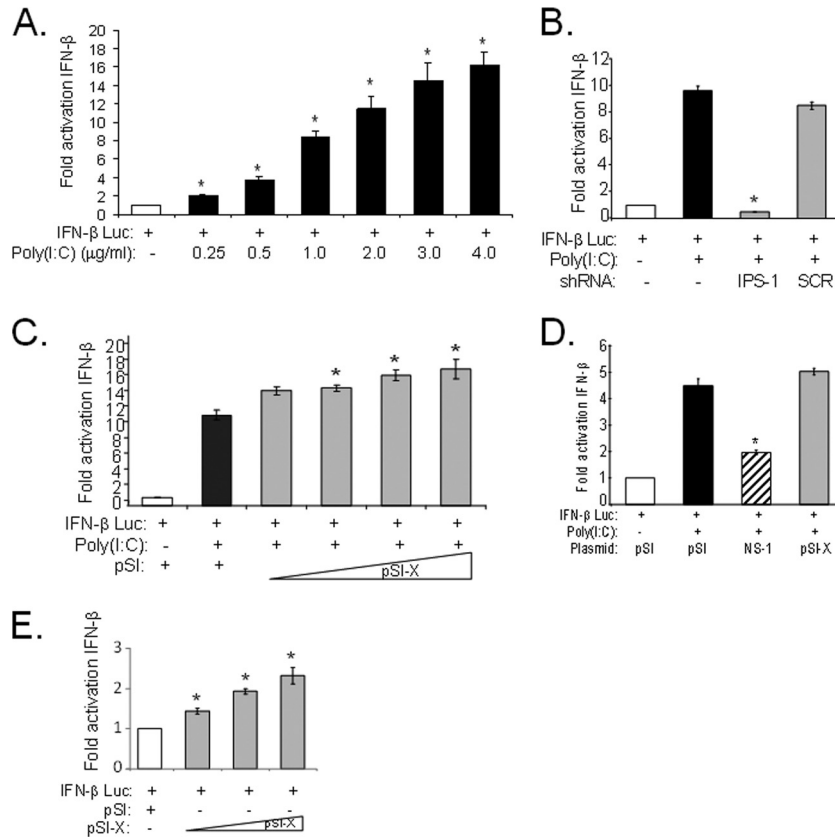 A.
Fold activation IFN-β
20
18
16
14
12
10
8
6
4
2
0
* * * * * *
IFN-β Luc: + + + + + + +
Poly(I:C) (μg/ml): - 0.25 0.5 1.0 2.0 3.0 4.0
B.
Fold activation IFN-β
12
10
8
6
4
2
0
*
IFN-β Luc: + + + +
Poly(I:C): - + + +
shRNA: - - IPS-1 SCR
C.
Fold activation IFN-β
20
18
16
14
12
10
8
6
4
2
0
* * *
IFN-β Luc: + + + + + +
Poly(I:C): - + + + + +
pSI: + + pSI-X
D.
Fold activation IFN-β
6
5
4
3
2
1
0
*
IFN-β Luc: + + + +
Poly(I:C): - + + +
Plasmid: pSI pSI NS-1 pSI-X
E.
Fold activation IFN-β
3
2
1
0
* * *
IFN-β Luc: + + + +
pSI: + - - -
pSI-X: - pSI-X